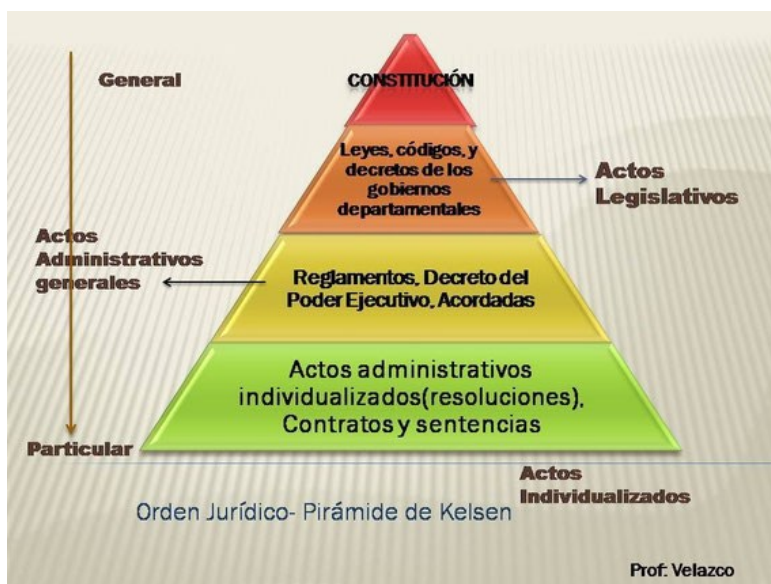 General
CONSTITUCIÓN
Leyes, códigos, y
decretos de los
gobiernos
departamentales
Actos
Legislativos
Actos
Administrativos
generales
Reglamentos, Decreto del
Poder Ejecutivo, Acordadas
Actos administrativos
individualizados(resoluciones),
Contratos y sentencias
Particular
Actos
Individualizados
Orden Jurídico- Pirámide de Kelsen
Prof: Velazco